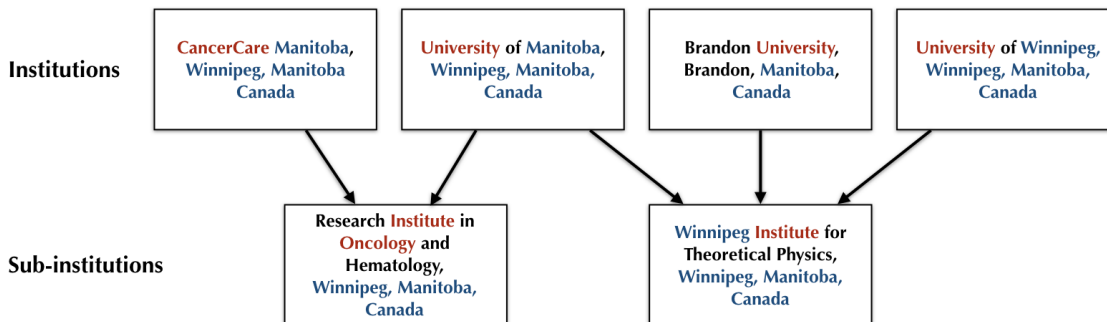 Institutions
CancerCare Manitoba,
Winnipeg, Manitoba
Canada
University of Manitoba,
Winnipeg, Manitoba,
Canada
Brandon University,
Brandon, Manitoba,
Canada
University of Winnipeg,
Winnipeg, Manitoba,
Canada
Sub-institutions
Research Institute in
Oncology and
Hematology,
Winnipeg, Manitoba,
Canada
Winnipeg Institute for
Theoretical Physics,
Winnipeg, Manitoba,
Canada